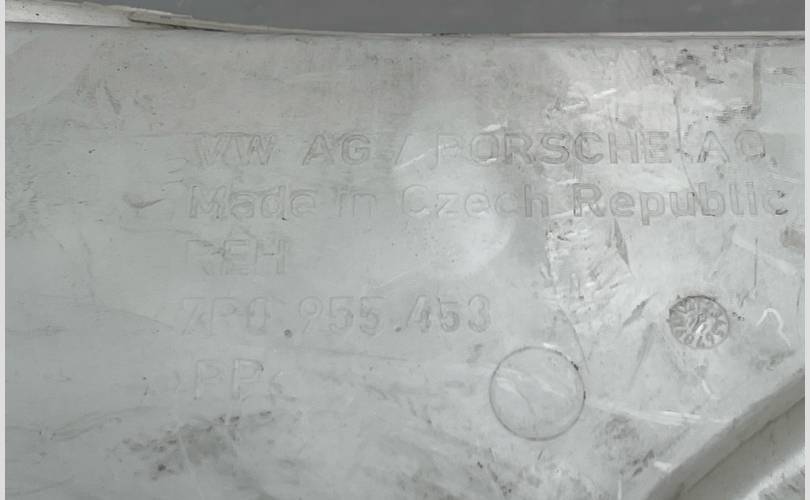 VW AG / PORSCHE AG
Made in Czech Republic
REH
7P0.955.453
PP